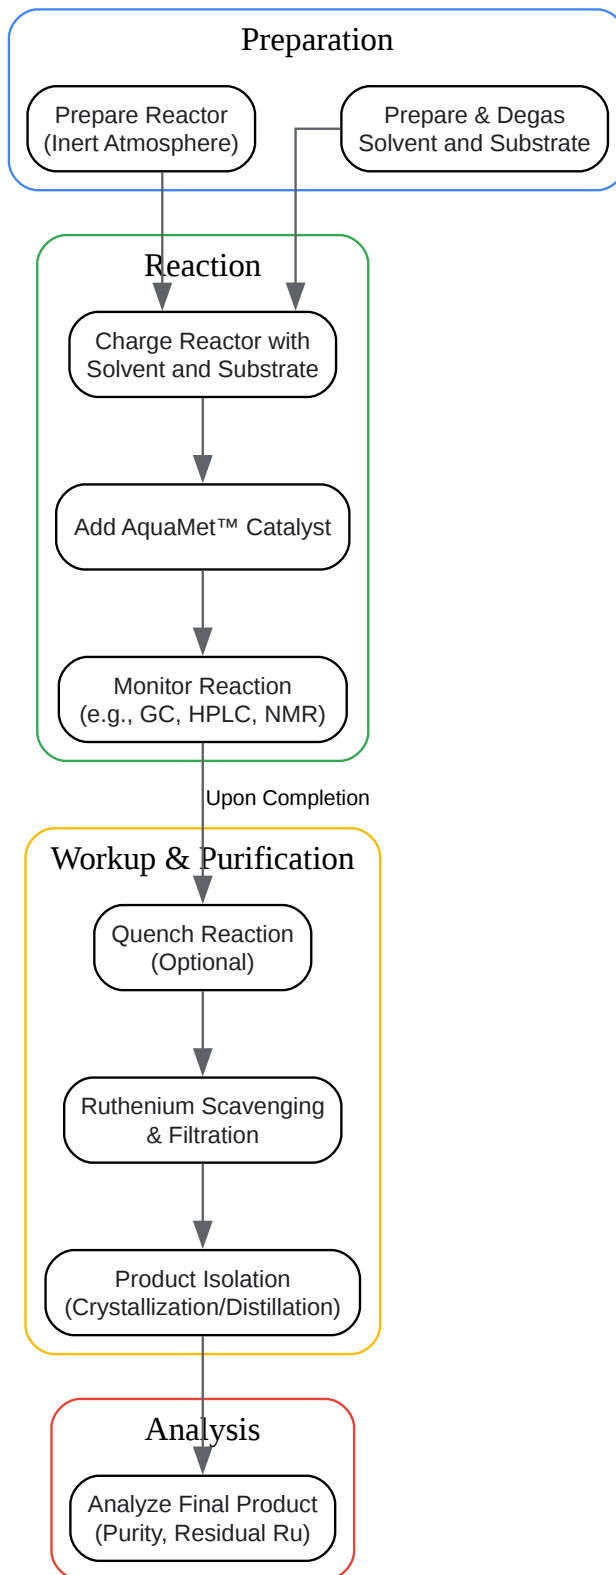 Preparation
Prepare Reactor
(Inert Atmosphere)
Prepare & Degas
Solvent and Substrate
Reaction
Charge Reactor with
Solvent and Substrate
Add AquaMet™ Catalyst
Monitor Reaction
(e.g., GC, HPLC, NMR)
Upon Completion
Workup & Purification
Quench Reaction
(Optional)
Ruthenium Scavenging
& Filtration
Product Isolation
(Crystallization/Distillation)
Analysis
Analyze Final Product
(Purity, Residual Ru)